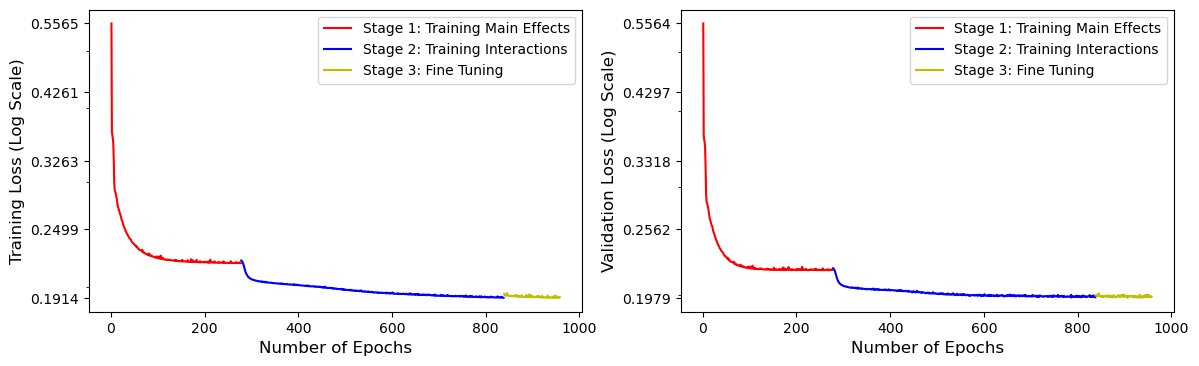 Training Loss (Log Scale)
0.5565
0.4261
0.3263
0.2499
0.1914
Stage 1: Training Main Effects
Stage 2: Training Interactions
Stage 3: Fine Tuning
0
200
400
600
800
1000
Number of Epochs
Validation Loss (Log Scale)
0.5564
0.4297
0.3318
0.2562
0.1979
Stage 1: Training Main Effects
Stage 2: Training Interactions
Stage 3: Fine Tuning
0
200
400
600
800
1000
Number of Epochs